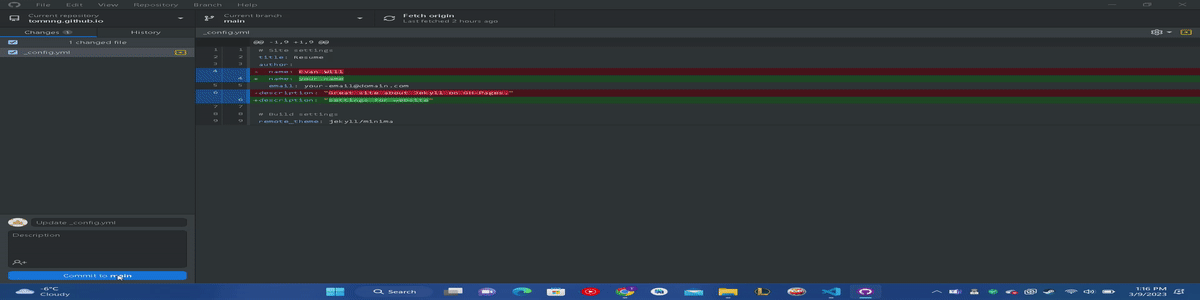 File Edit View Repository Branch Help
Current repository
tomnng.github.io
Current branch
main
Fetch origin
Last fetched 2 hours ago
Changes 1
History
_config.yml
1 changed file
_config.yml
@@ -1,9 +1,9 @@
1 1 # Site settings
2 2 title: Resume
3 3 author:
4 - name: Evan Will
4 + name: your-name
5 5 email: your-email@domain.com
6 -description: "Great site about Jekyll on GH-Pages."
6 +description: "settings for website"
7 7
8 8 # Build settings
9 9 remote_theme: jekyll/minima
Update _config.yml
Description
Commit to main
-6°C
Cloudy
Search
1:16 PM
3/9/2023